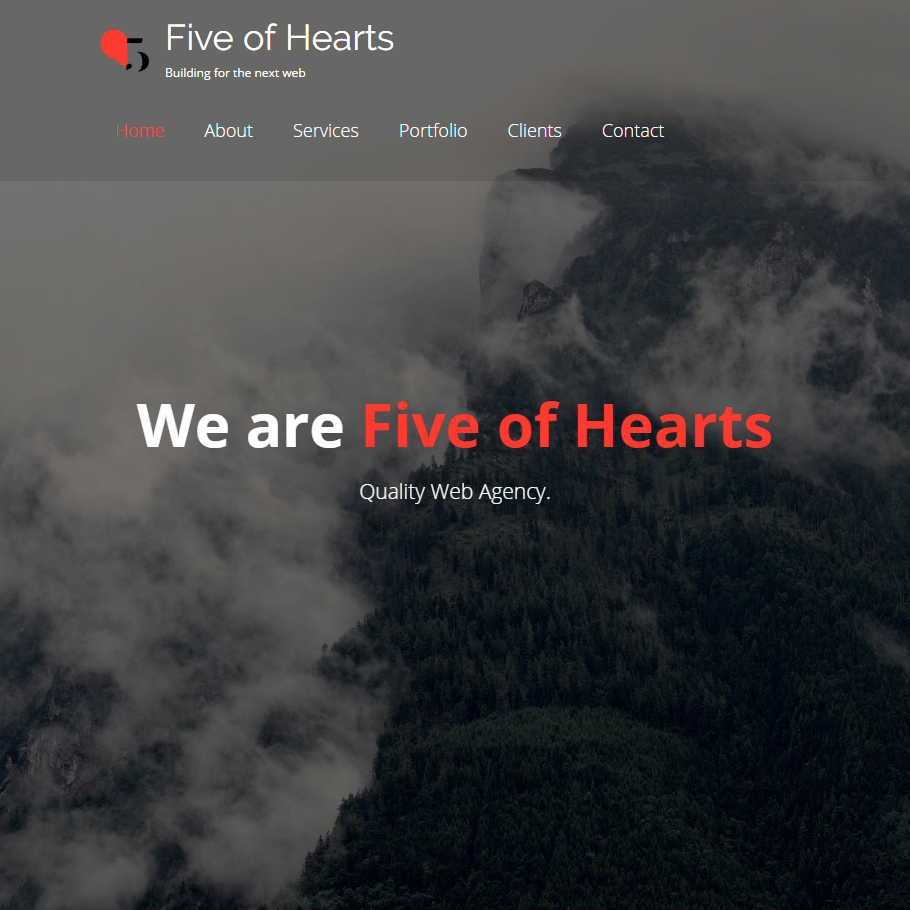 5
Five of Hearts
Building for the next web
Home About Services Portfolio Clients Contact
We are Five of Hearts
Quality Web Agency.